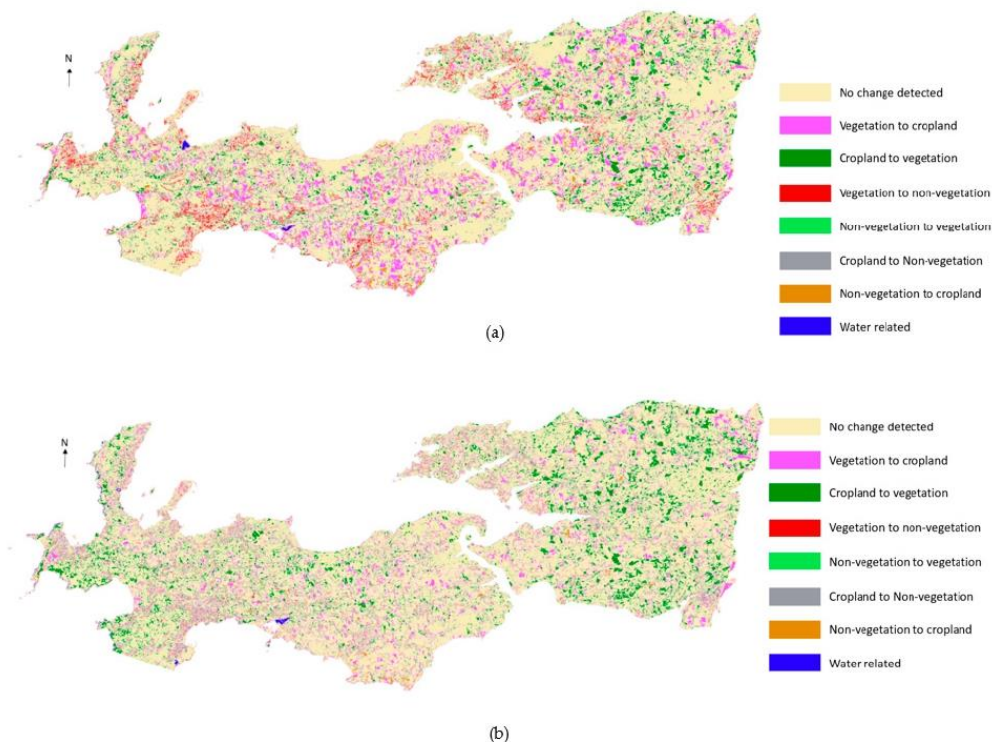 N
No change detected
Vegetation to cropland
Cropland to vegetation
Vegetation to non-vegetation
Non-vegetation to vegetation
Cropland to Non-vegetation
Non-vegetation to cropland
Water related
(a)
N
No change detected
Vegetation to cropland
Cropland to vegetation
Vegetation to non-vegetation
Non-vegetation to vegetation
Cropland to Non-vegetation
Non-vegetation to cropland
Water related
(b)